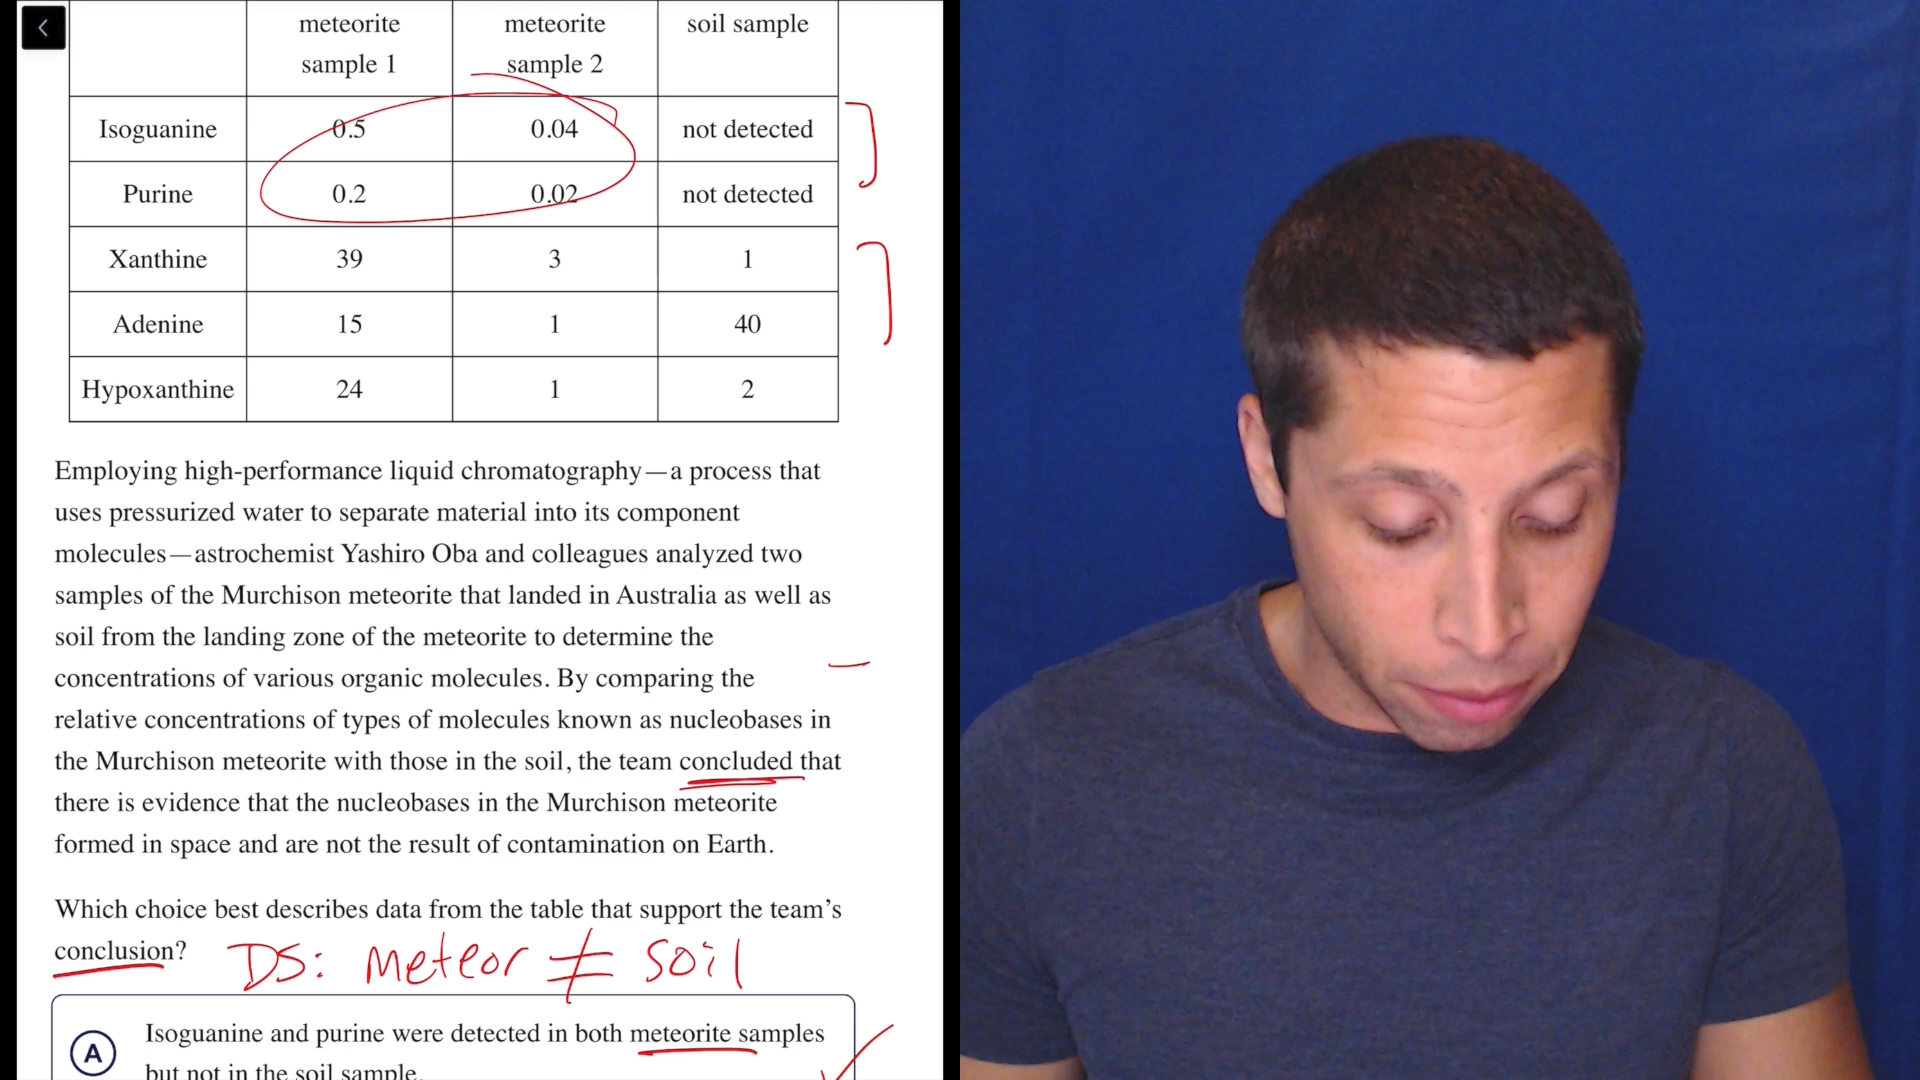 meteorite meteorite soil sample
sample 1 sample 2
Isoguanine 0.5 0.04 not detected
Purine 0.2 0.02 not detected
Xanthine 39 3 1
Adenine 15 1 40
Hypoxanthine 24 1 2
Employing high-performance liquid chromatography—a process that
uses pressurized water to separate material into its component
molecules—astrochemist Yashiro Oba and colleagues analyzed two
samples of the Murchison meteorite that landed in Australia as well as
soil from the landing zone of the meteorite to determine the
concentrations of various organic molecules. By comparing the
relative concentrations of types of molecules known as nucleobases in
the Murchison meteorite with those in the soil, the team concluded that
there is evidence that the nucleobases in the Murchison meteorite
formed in space and are not the result of contamination on Earth.
Which choice best describes data from the table that support the team's
conclusion?
DS: meteor ≠ soil
A Isoguanine and purine were detected in both meteorite samples
but not in the soil sample.